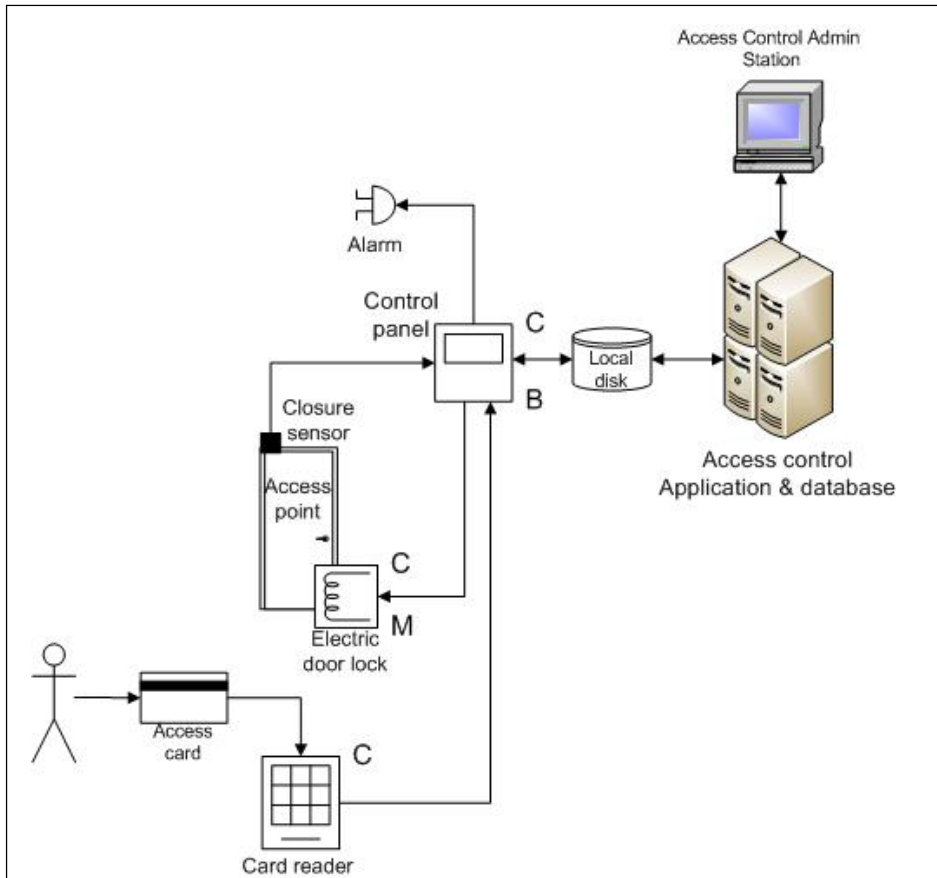 Access Control Admin
Station
Alarm
Control
panel
C
B
Local
disk
Access control
Application & database
Closure
sensor
Access
point
C
M
Electric
door lock
Access
card
C
Card reader